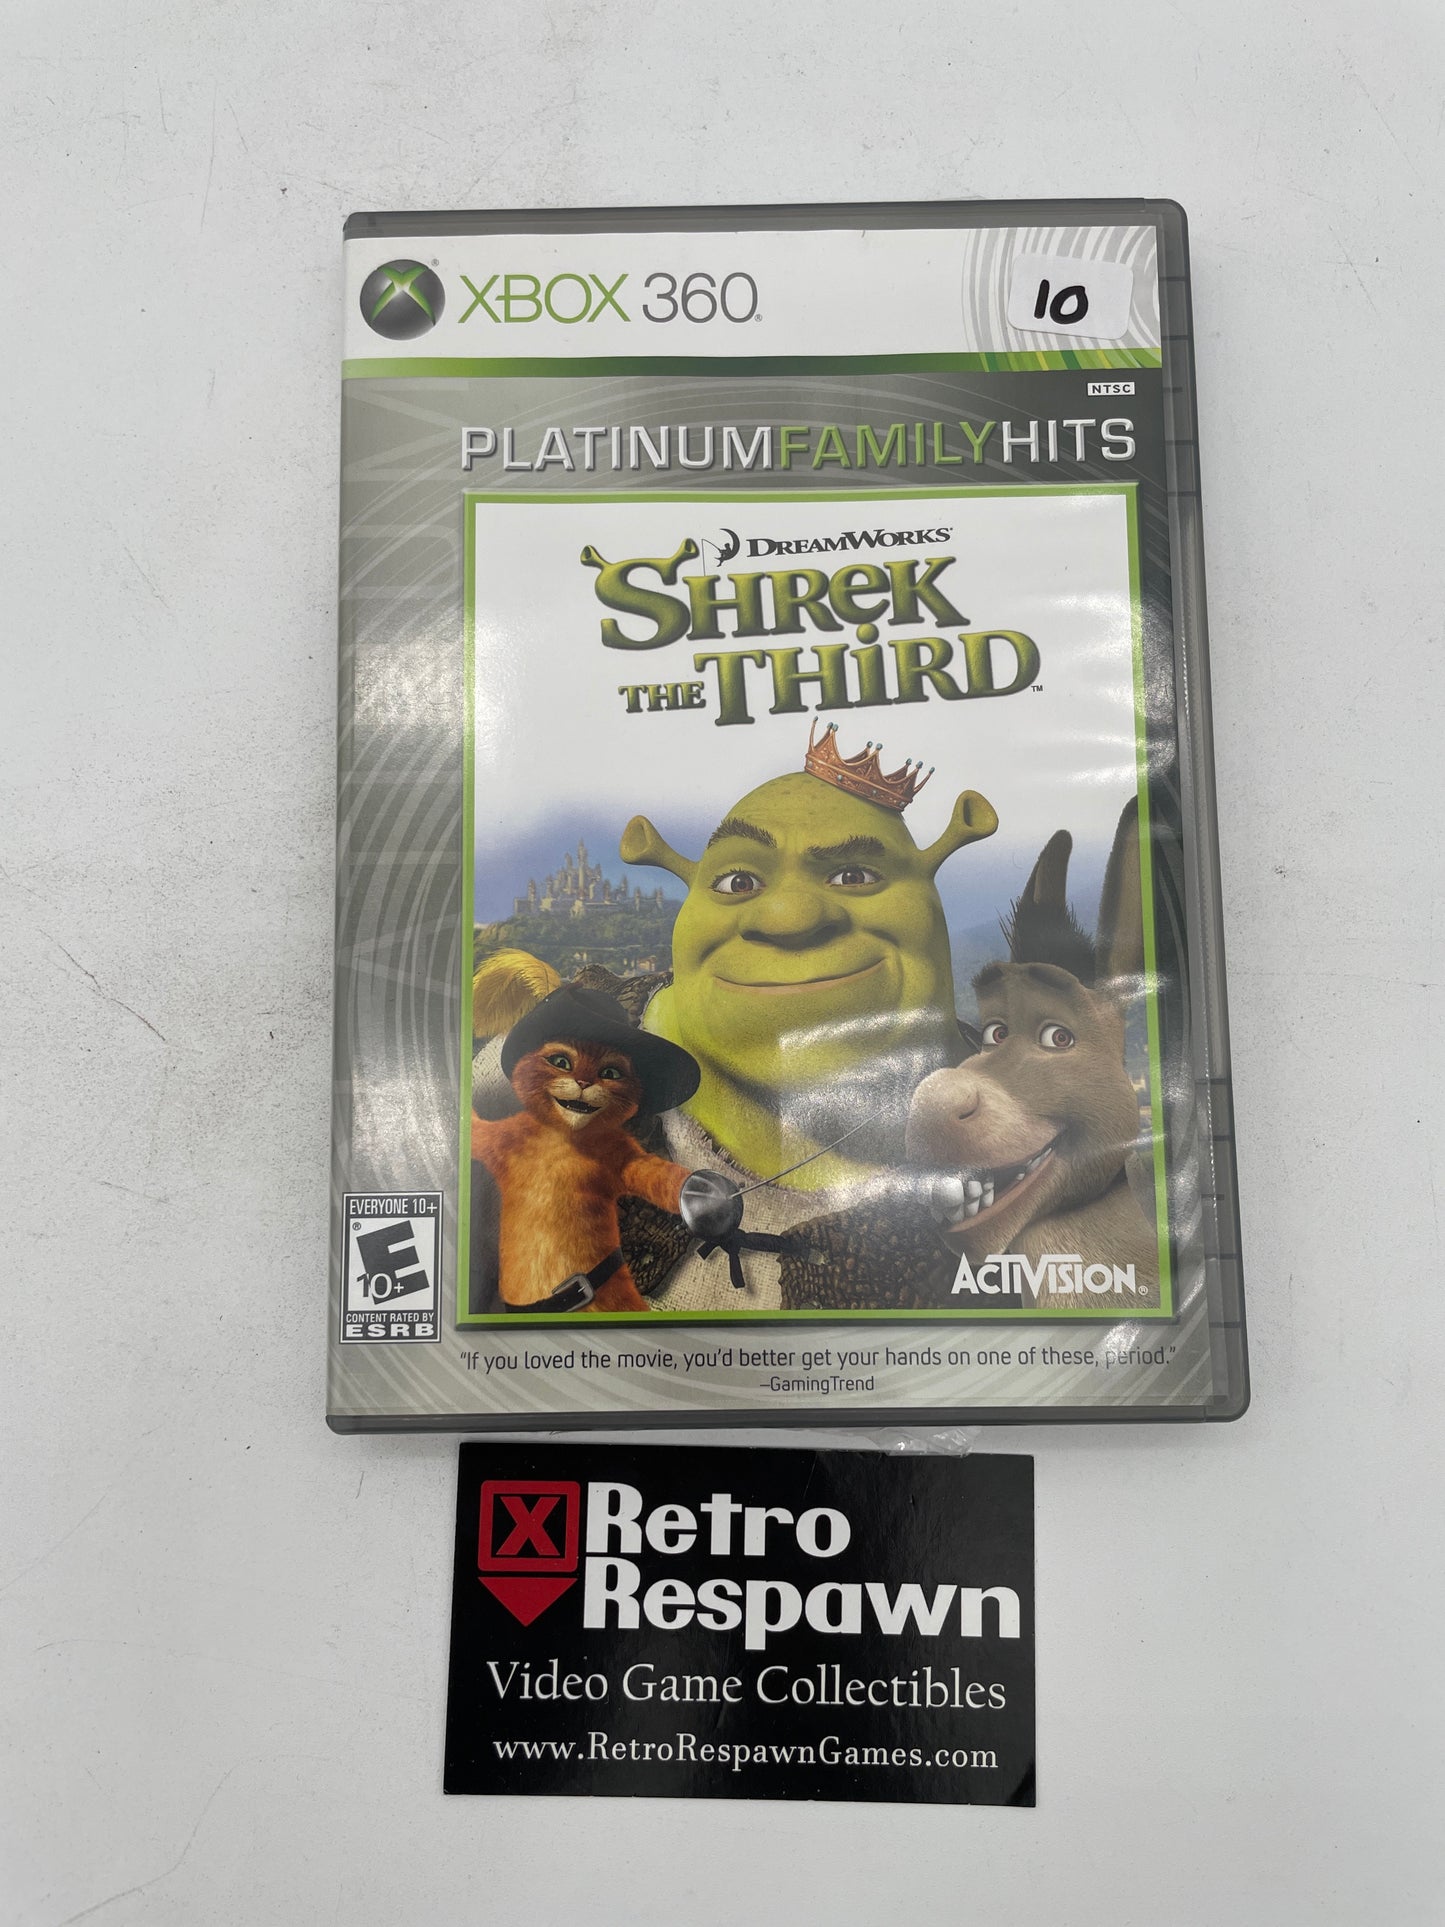 XBOX 360®
10
NTSC
PLATINUMFAMILYHITS
DREAMWORKS
SHREK
THE THIRD™
EVERYONE 10+
E
10+
®
CONTENT RATED BY
ESRB
ACTIVISION®
"If you loved the movie, you'd better get your hands on one of these, period."
–GamingTrend
X Retro
Respawn
Video Game Collectibles
www.RetroRespawnGames.com